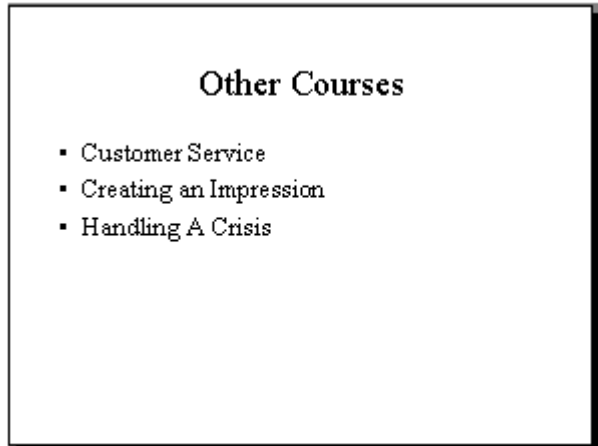 Other Courses
▪ Customer Service
▪ Creating an Impression
▪ Handling A Crisis